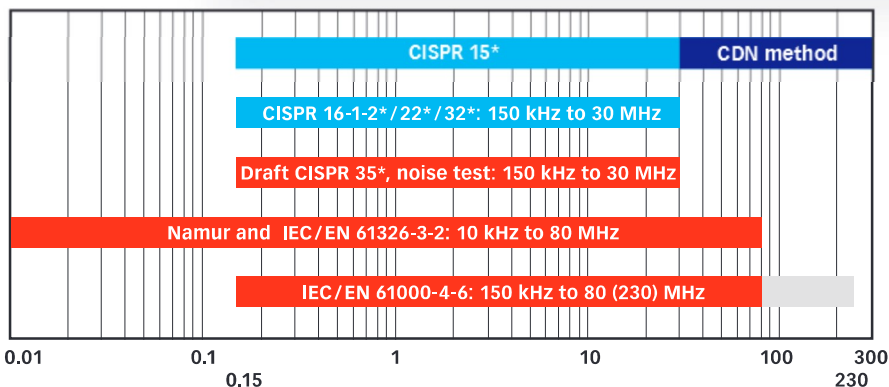 CISPR 15* CDN method
CISPR 16-1-2*/22*/32*: 150 kHz to 30 MHz
Draft CISPR 35*, noise test: 150 kHz to 30 MHz
Namur and IEC/EN 61326-3-2: 10 kHz to 80 MHz
IEC/EN 61000-4-6: 150 kHz to 80 (230) MHz
0.01 0.1 1 10 100 300
0.15 230